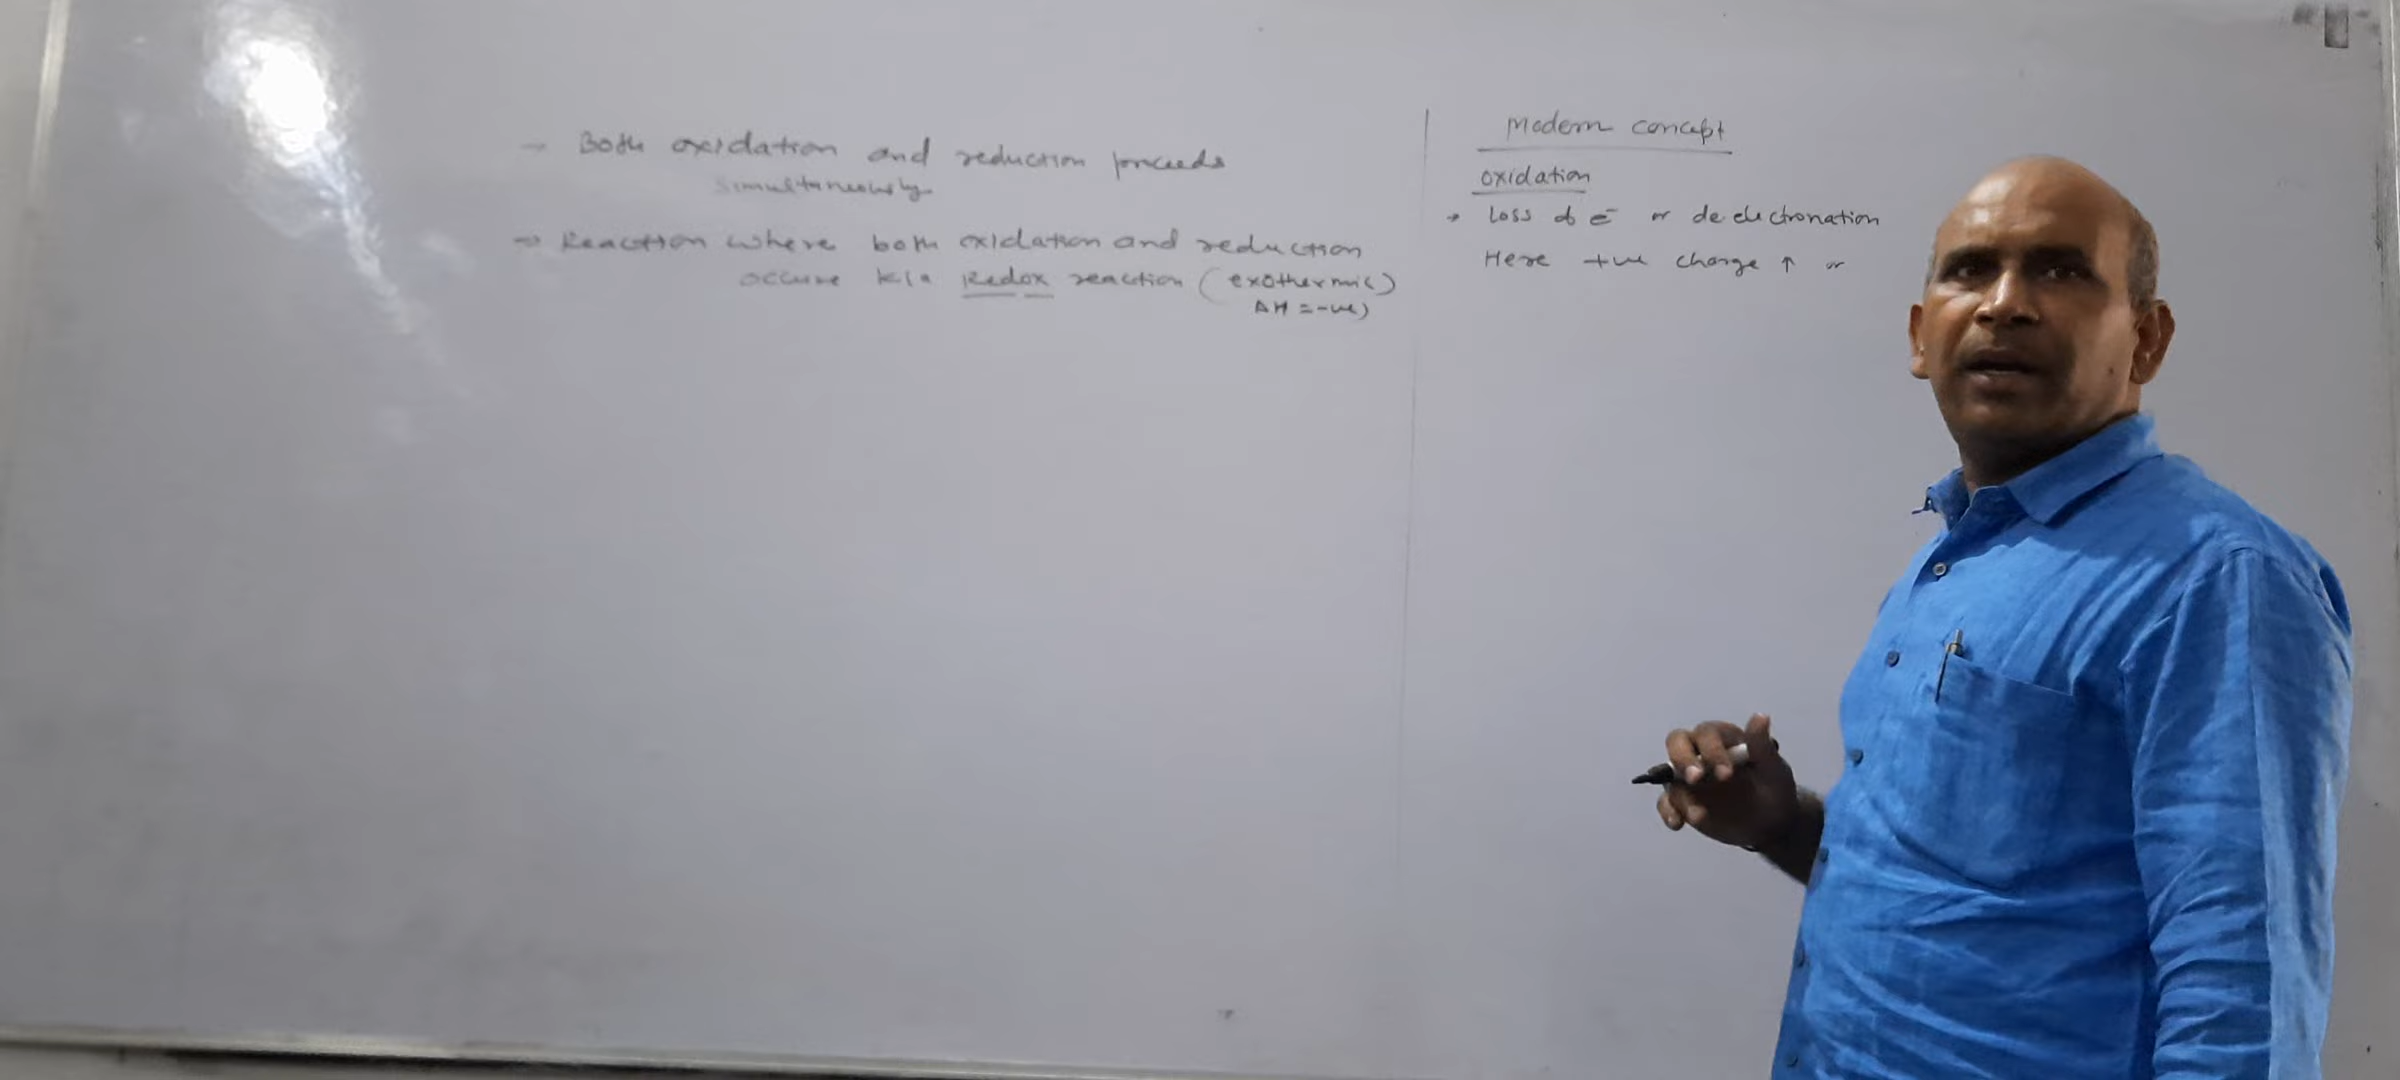 → Both oxidation and reduction proceeds
simultaneously
→ Reaction where both oxidation and reduction
occure k/a Redox reaction (exothermic)
ΔH = -ve)
Modern concept
oxidation
→ Loss of e⁻ or de electronation
Here +ve charge ↑ or